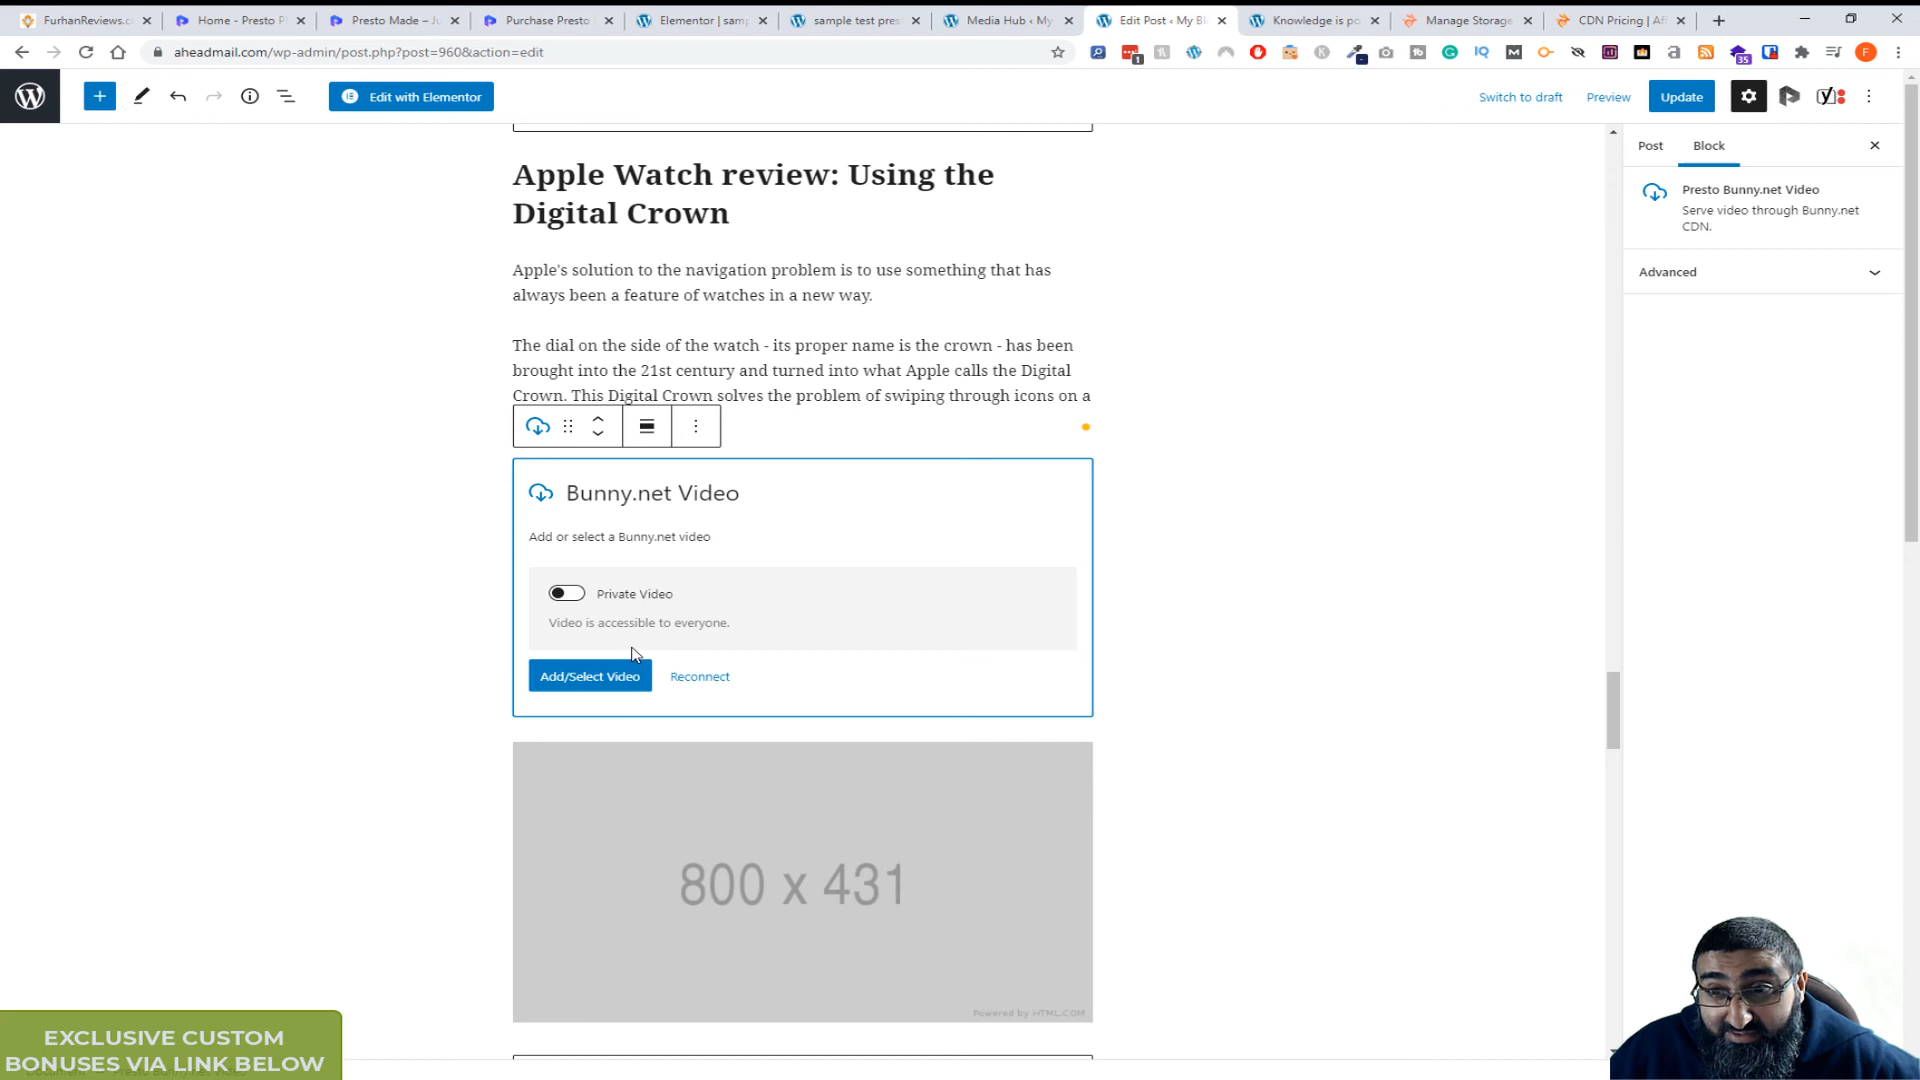 FurhanReviews.c
Home - Presto P
Presto Made – Ju
Purchase Presto
Elementor | sam
sample test pres
Media Hub ‹ My
Edit Post ‹ My Bl
Knowledge is po
Manage Storage
CDN Pricing | Af
aheadmail.com/wp-admin/post.php?post=960&action=edit
Edit with Elementor
Switch to draft
Preview
Update
Post
Block
Presto Bunny.net Video
Serve video through Bunny.net
CDN.
Advanced
Apple Watch review: Using the
Digital Crown
Apple's solution to the navigation problem is to use something that has
always been a feature of watches in a new way.
The dial on the side of the watch - its proper name is the crown - has been
brought into the 21st century and turned into what Apple calls the Digital
Crown. This Digital Crown solves the problem of swiping through icons on a
Bunny.net Video
Add or select a Bunny.net video
Private Video
Video is accessible to everyone.
Add/Select Video
Reconnect
800 x 431
Powered by HTML.COM
EXCLUSIVE CUSTOM
BONUSES VIA LINK BELOW